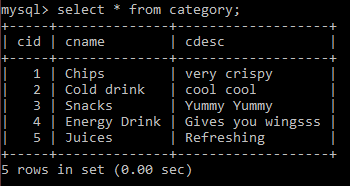 mysql> select * from category;
+-----+--------------+-------------------+
| cid | cname        | cdesc             |
+-----+--------------+-------------------+
|   1 | Chips        | very crispy       |
|   2 | Cold drink   | cool cool         |
|   3 | Snacks       | Yummy Yummy       |
|   4 | Energy Drink | Gives you wingsss |
|   5 | Juices       | Refreshing        |
+-----+--------------+-------------------+
5 rows in set (0.00 sec)